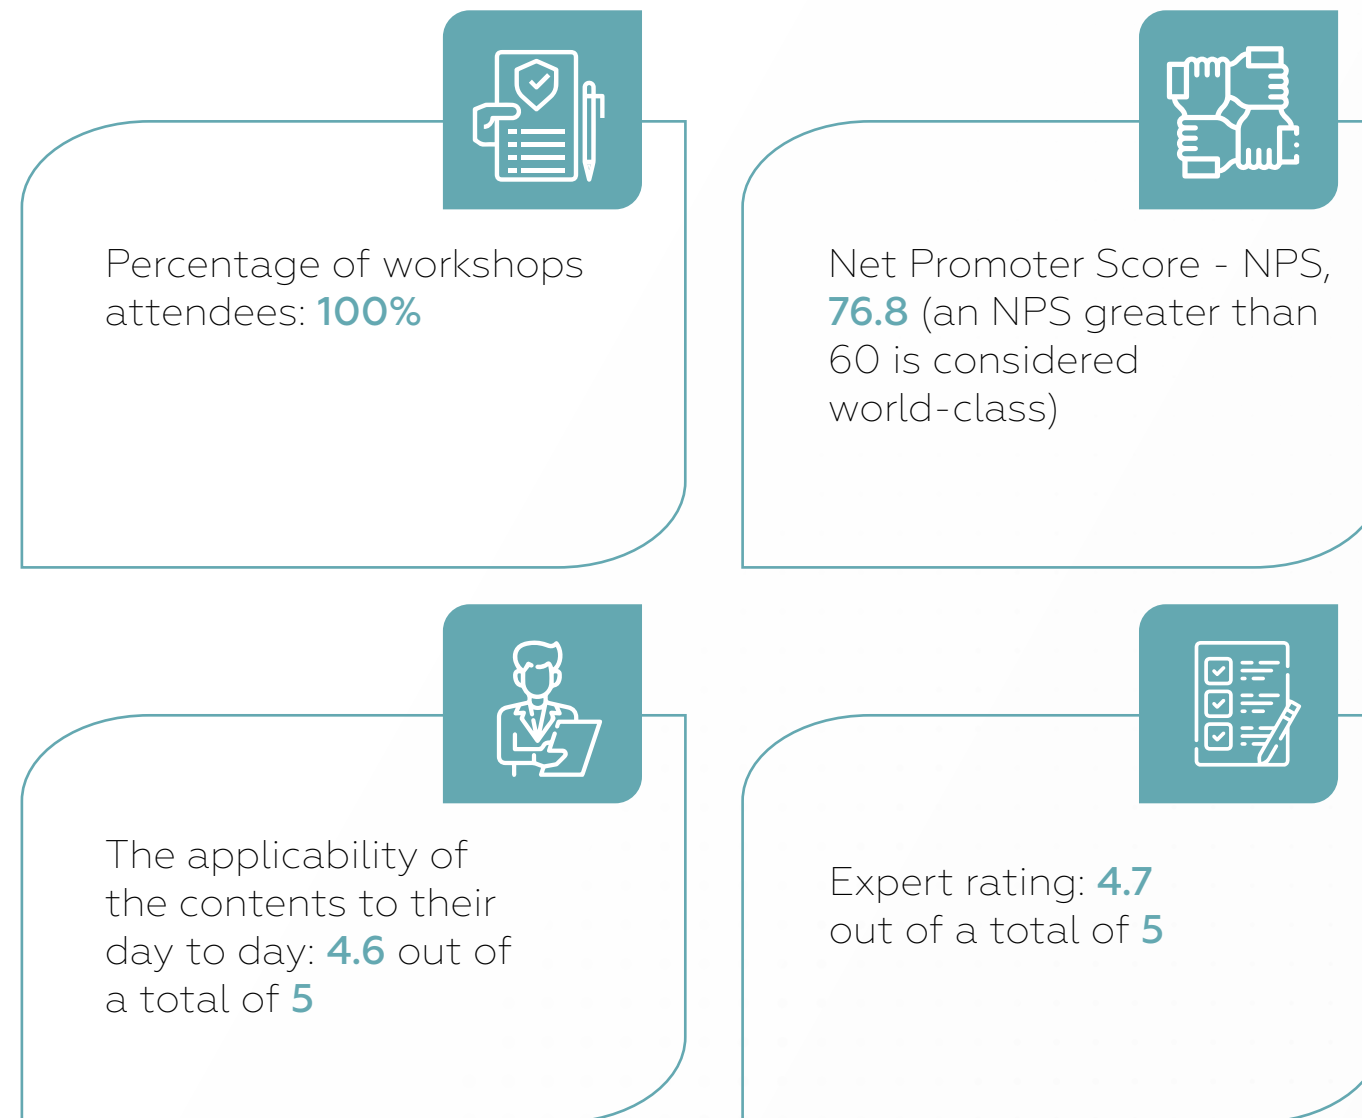 Percentage of workshops
attendees: 100%
Net Promoter Score - NPS,
76.8 (an NPS greater than
60 is considered
world-class)
The applicability of
the contents to their
day to day: 4.6 out of
a total of 5
Expert rating: 4.7
out of a total of 5